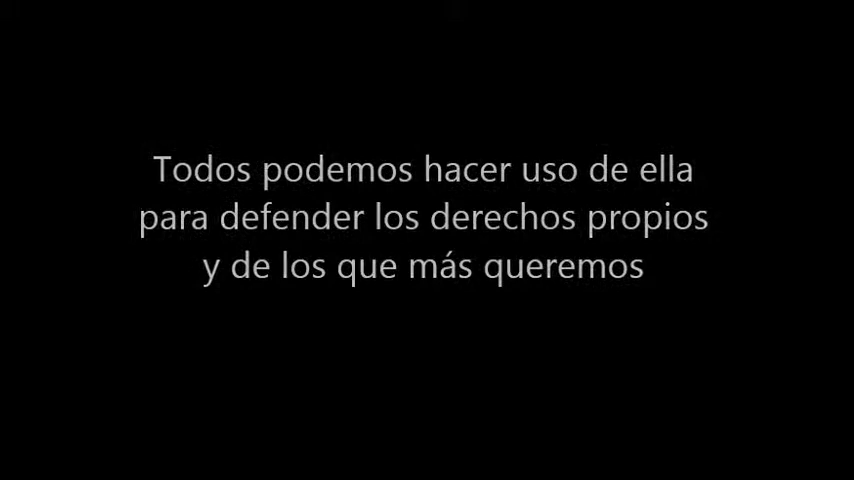 Todos podemos hacer uso de ella
para defender los derechos propios
y de los que más queremos